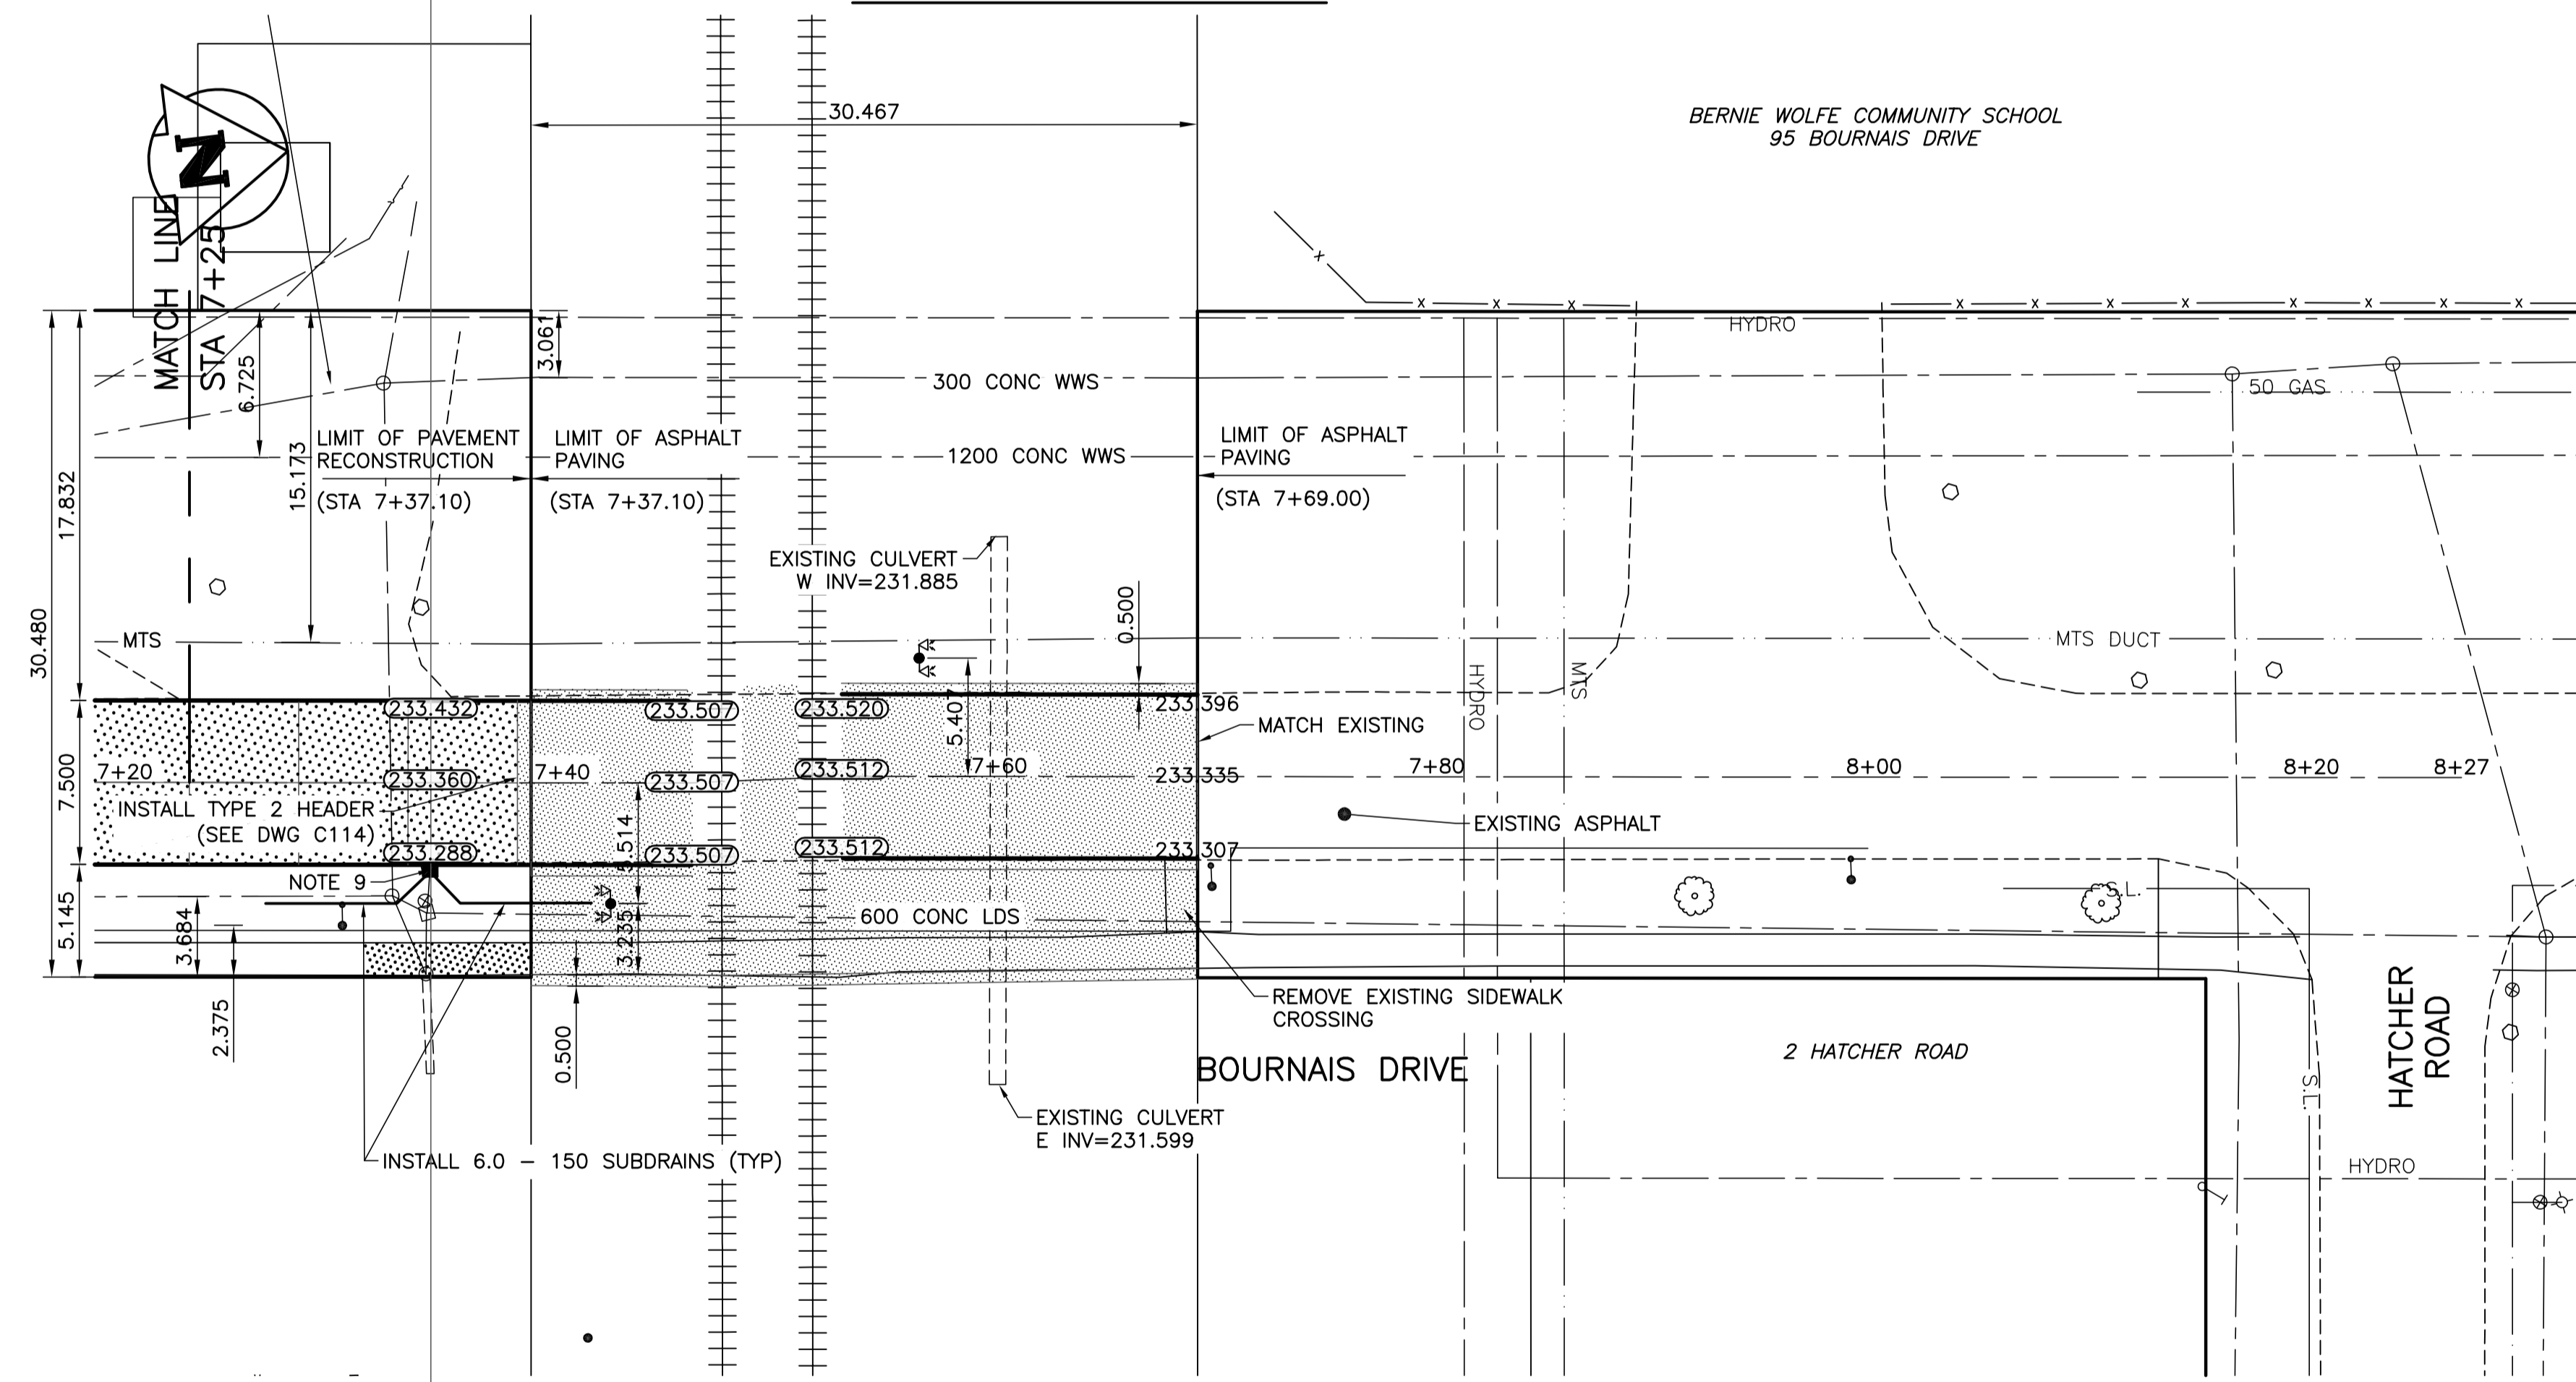 30.467
BERNIE WOLFE COMMUNITY SCHOOL
95 BOURNAIS DRIVE
N
MATCH LINE
STA 7+25
HYDRO
3.061
6.725
300 CONC WWS
50 GAS
LIMIT OF PAVEMENT
RECONSTRUCTION
(STA 7+37.10)
LIMIT OF ASPHALT
PAVING
(STA 7+37.10)
1200 CONC WWS
LIMIT OF ASPHALT
PAVING
(STA 7+69.00)
15.173
17.832
30.480
EXISTING CULVERT
W INV=231.885
0.500
MTS
MTS DUCT
HYDRO
MTS
233.432
233.507
233.520
5.407
233.396
MATCH EXISTING
7.500
7+20
233.360
7+40
233.507
233.512
7+60
233.335
7+80
8+00
8+20
8+27
INSTALL TYPE 2 HEADER
(SEE DWG C114)
EXISTING ASPHALT
233.288
233.507
233.512
233.307
NOTE 9
5.145
3.684
3.235
600 CONC LDS
S.L.
2.375
0.500
REMOVE EXISTING SIDEWALK
CROSSING
BOURNAIS DRIVE
2 HATCHER ROAD
HATCHER
ROAD
S.L.
EXISTING CULVERT
E INV=231.599
INSTALL 6.0 – 150 SUBDRAINS (TYP)
HYDRO